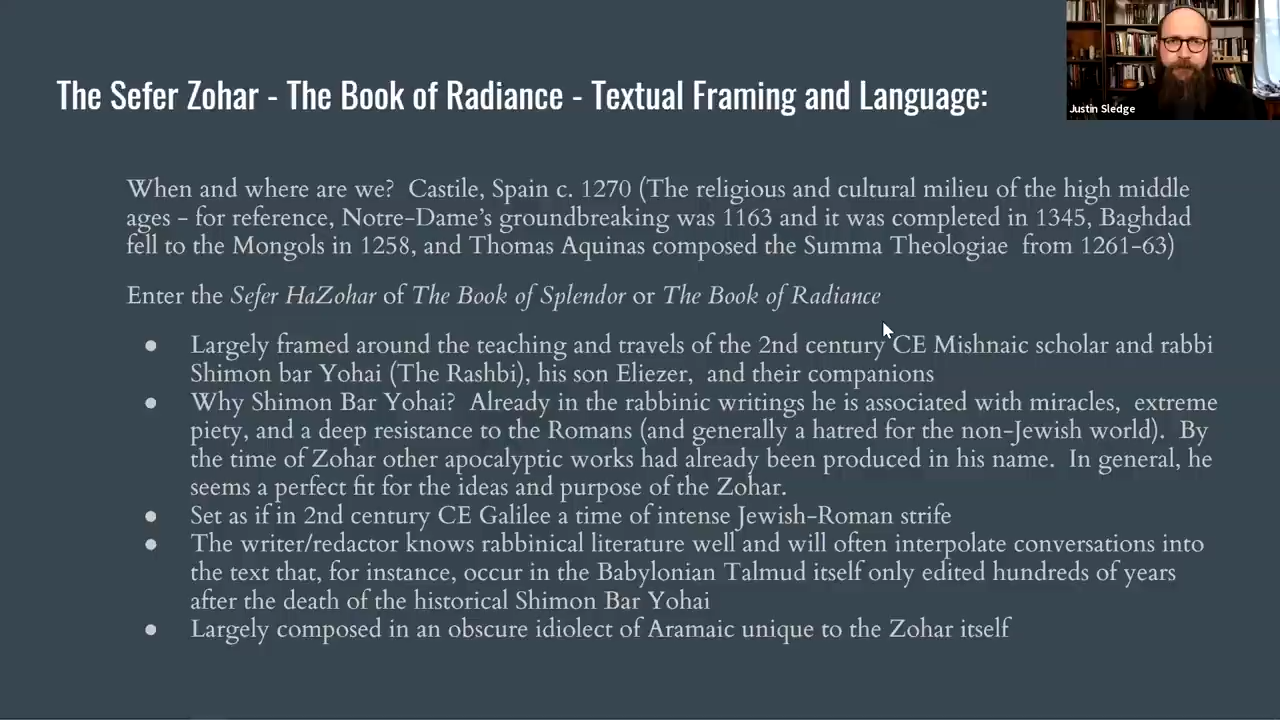 The Sefer Zohar - The Book of Radiance - Textual Framing and Language:
Justin Sledge
When and where are we?  Castile, Spain c. 1270 (The religious and cultural milieu of the high middle
ages - for reference, Notre-Dame's groundbreaking was 1163 and it was completed in 1345, Baghdad
fell to the Mongols in 1258, and Thomas Aquinas composed the Summa Theologiae  from 1261-63)
Enter the Sefer HaZohar of The Book of Splendor or The Book of Radiance
● Largely framed around the teaching and travels of the 2nd century CE Mishnaic scholar and rabbi
Shimon bar Yohai (The Rashbi), his son Eliezer,  and their companions
● Why Shimon Bar Yohai?  Already in the rabbinic writings he is associated with miracles,  extreme
piety, and a deep resistance to the Romans (and generally a hatred for the non-Jewish world).  By
the time of Zohar other apocalyptic works had already been produced in his name.  In general, he
seems a perfect fit for the ideas and purpose of the Zohar.
● Set as if in 2nd century CE Galilee a time of intense Jewish-Roman strife
● The writer/redactor knows rabbinical literature well and will often interpolate conversations into
the text that, for instance, occur in the Babylonian Talmud itself only edited hundreds of years
after the death of the historical Shimon Bar Yohai
● Largely composed in an obscure idiolect of Aramaic unique to the Zohar itself